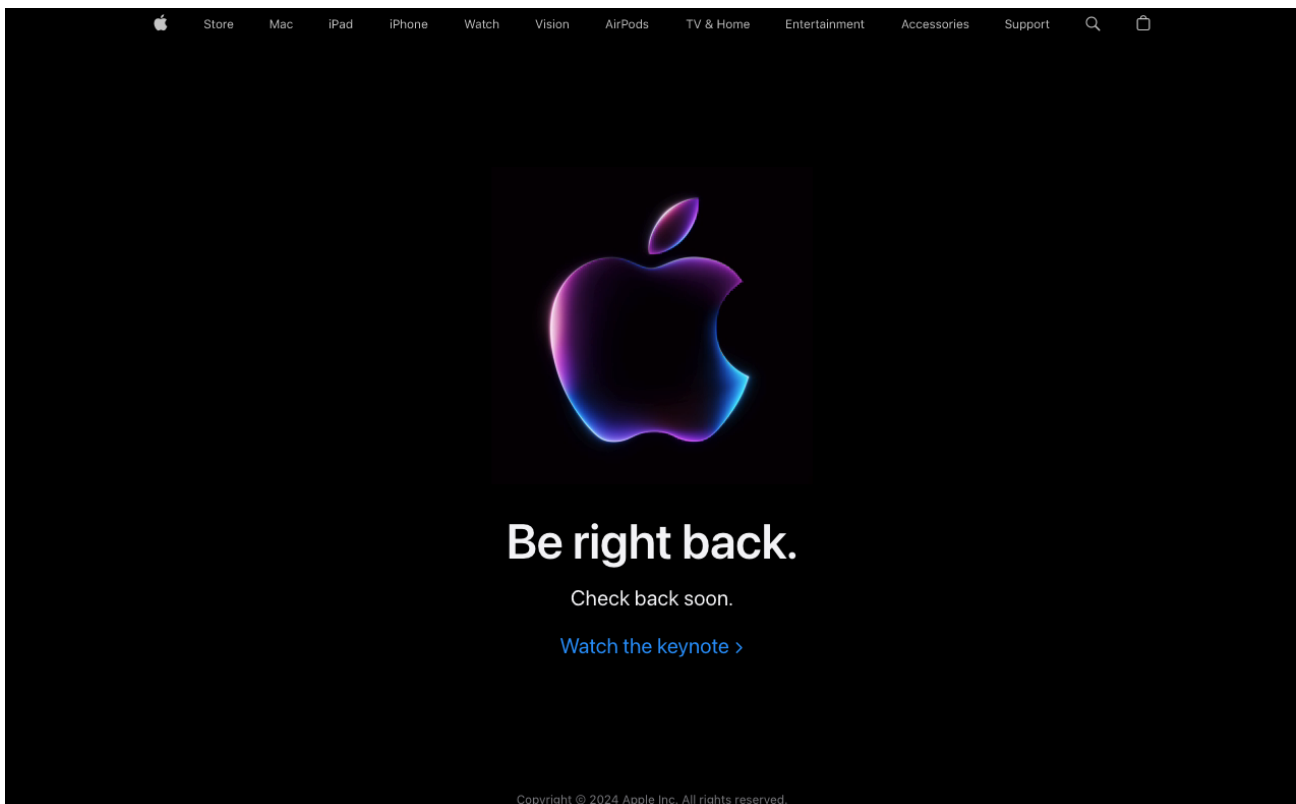 Store Mac iPad iPhone Watch Vision AirPods TV & Home Entertainment Accessories Support
Be right back.
Check back soon.
Watch the keynote >
Copyright © 2024 Apple Inc. All rights reserved.